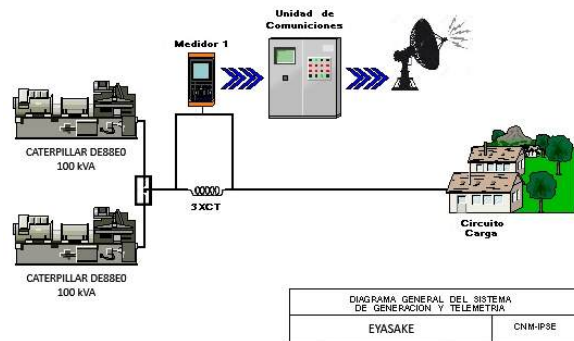 Unidad de
Comuniciones
Medidor 1
CATERPILLAR DE88E0
100 kVA
3XCT
Circuito
Carga
CATERPILLAR DE88E0
100 kVA
DIAGRAMA GENERAL DEL SISTEMA
DE GENERACION Y TELEMETRIA
EYASAKE
CNM-IPSE